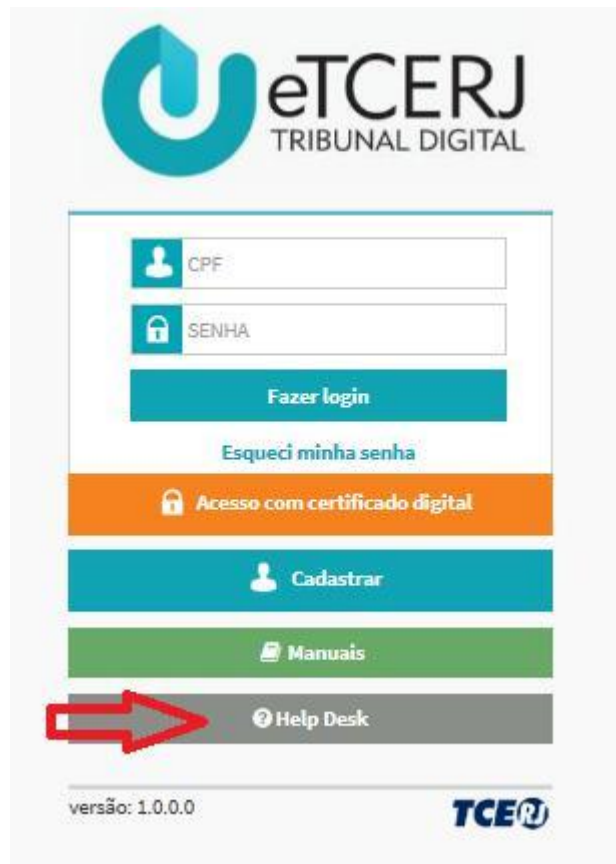 eTCERJ
TRIBUNAL DIGITAL
CPF
SENHA
Fazer login
Esqueci minha senha
Acesso com certificado digital
Cadastrar
Manuais
Help Desk
versão: 1.0.0.0
TCERJ